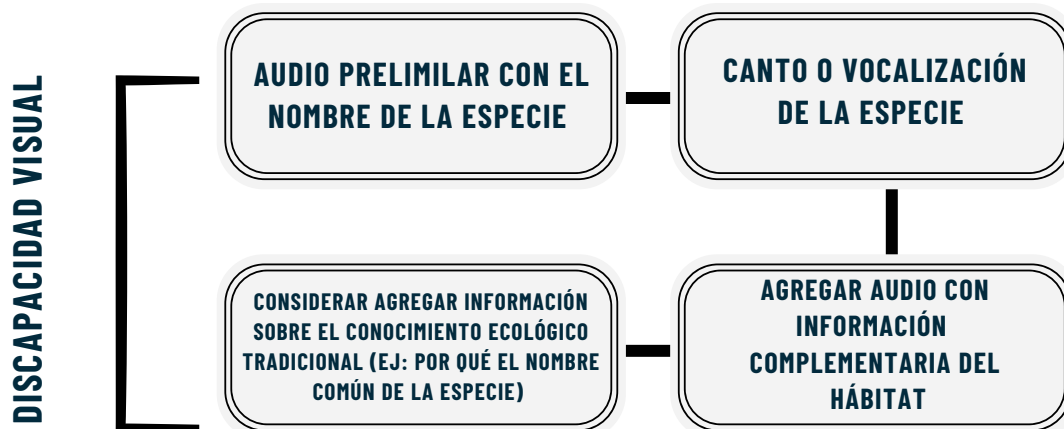 DISCAPACIDAD VISUAL
AUDIO PRELIMILAR CON EL
NOMBRE DE LA ESPECIE
CANTO O VOCALIZACIÓN
DE LA ESPECIE
AGREGAR AUDIO CON
INFORMACIÓN
COMPLEMENTARIA DEL
HÁBITAT
CONSIDERAR AGREGAR INFORMACIÓN
SOBRE EL CONOCIMIENTO ECOLÓGICO
TRADICIONAL (EJ: POR QUÉ EL NOMBRE
COMÚN DE LA ESPECIE)